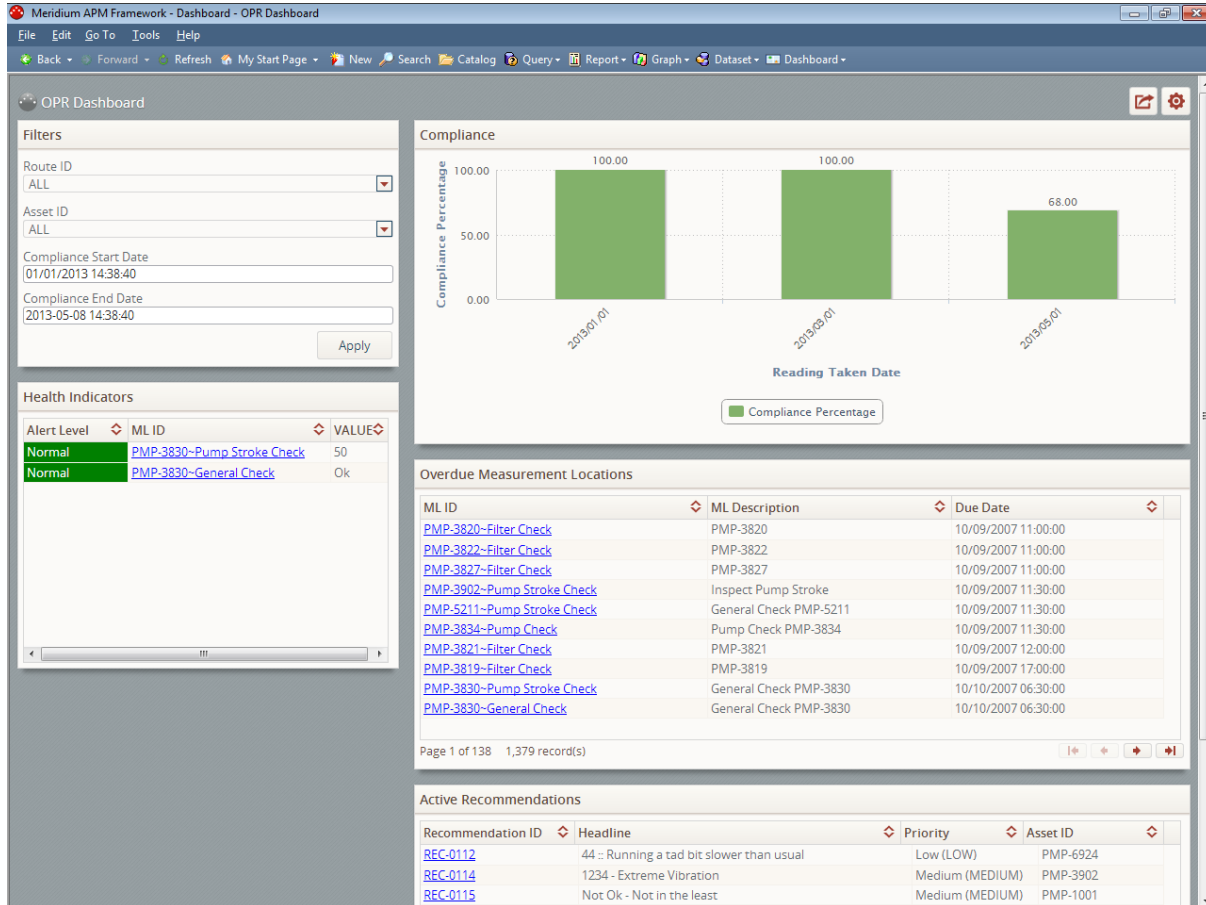 Meridium APM Framework - Dashboard - OPR Dashboard
File Edit Go To Tools Help
Back Forward Refresh My Start Page New Search Catalog Query Report Graph Dataset Dashboard
OPR Dashboard
Filters
Route ID
ALL
Asset ID
ALL
Compliance Start Date
01/01/2013 14:38:40
Compliance End Date
2013-05-08 14:38:40
Apply
Health Indicators
Alert Level ML ID VALUE
Normal PMP-3830~Pump Stroke Check 50
Normal PMP-3830~General Check Ok
Compliance
Compliance Percentage
100.00
50.00
0.00
100.00 100.00 68.00
2013/01/01 2013/03/01 2013/05/01
Reading Taken Date
Compliance Percentage
Overdue Measurement Locations
ML ID ML Description Due Date
PMP-3820~Filter Check PMP-3820 10/09/2007 11:00:00
PMP-3822~Filter Check PMP-3822 10/09/2007 11:00:00
PMP-3827~Filter Check PMP-3827 10/09/2007 11:00:00
PMP-3902~Pump Stroke Check Inspect Pump Stroke 10/09/2007 11:30:00
PMP-5211~Pump Stroke Check General Check PMP-5211 10/09/2007 11:30:00
PMP-3834~Pump Check Pump Check PMP-3834 10/09/2007 11:30:00
PMP-3821~Filter Check PMP-3821 10/09/2007 12:00:00
PMP-3819~Filter Check PMP-3819 10/09/2007 17:00:00
PMP-3830~Pump Stroke Check General Check PMP-3830 10/10/2007 06:30:00
PMP-3830~General Check General Check PMP-3830 10/10/2007 06:30:00
Page 1 of 138 1,379 record(s)
Active Recommendations
Recommendation ID Headline Priority Asset ID
REC-0112 44 :: Running a tad bit slower than usual Low (LOW) PMP-6924
REC-0114 1234 - Extreme Vibration Medium (MEDIUM) PMP-3902
REC-0115 Not Ok - Not in the least Medium (MEDIUM) PMP-1001